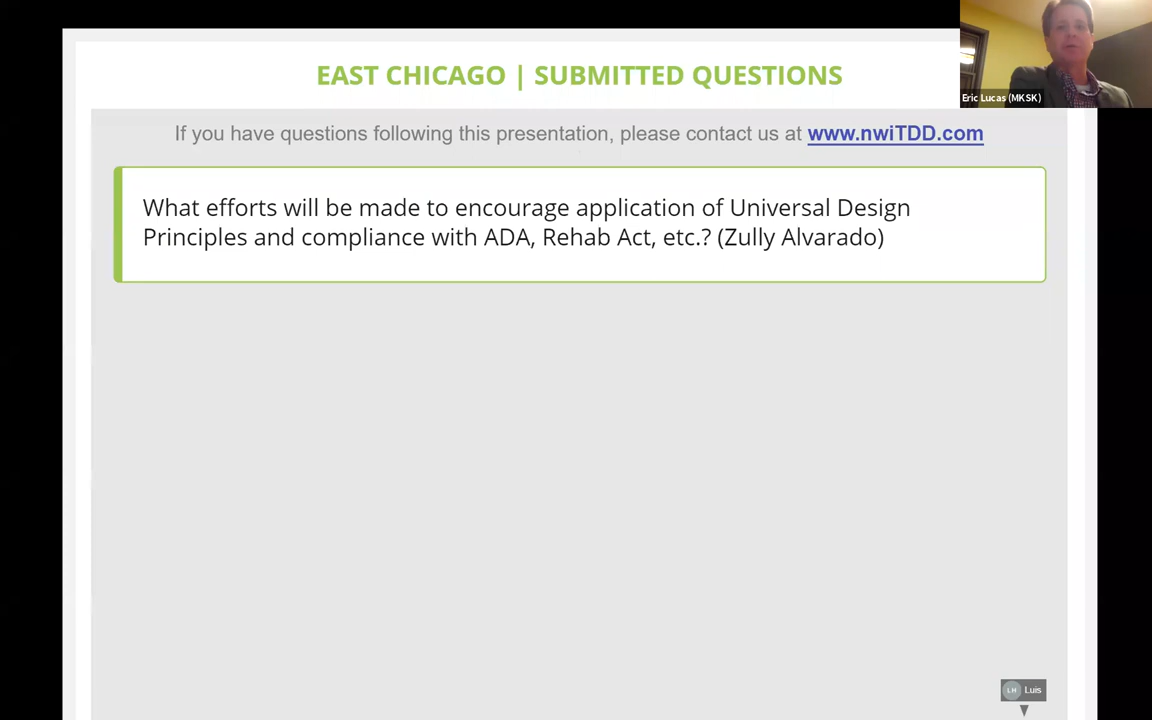 EAST CHICAGO | SUBMITTED QUESTIONS
Eric Lucas (MKSK)
If you have questions following this presentation, please contact us at www.nwiTDD.com
What efforts will be made to encourage application of Universal Design
Principles and compliance with ADA, Rehab Act, etc.? (Zully Alvarado)
LH Luis